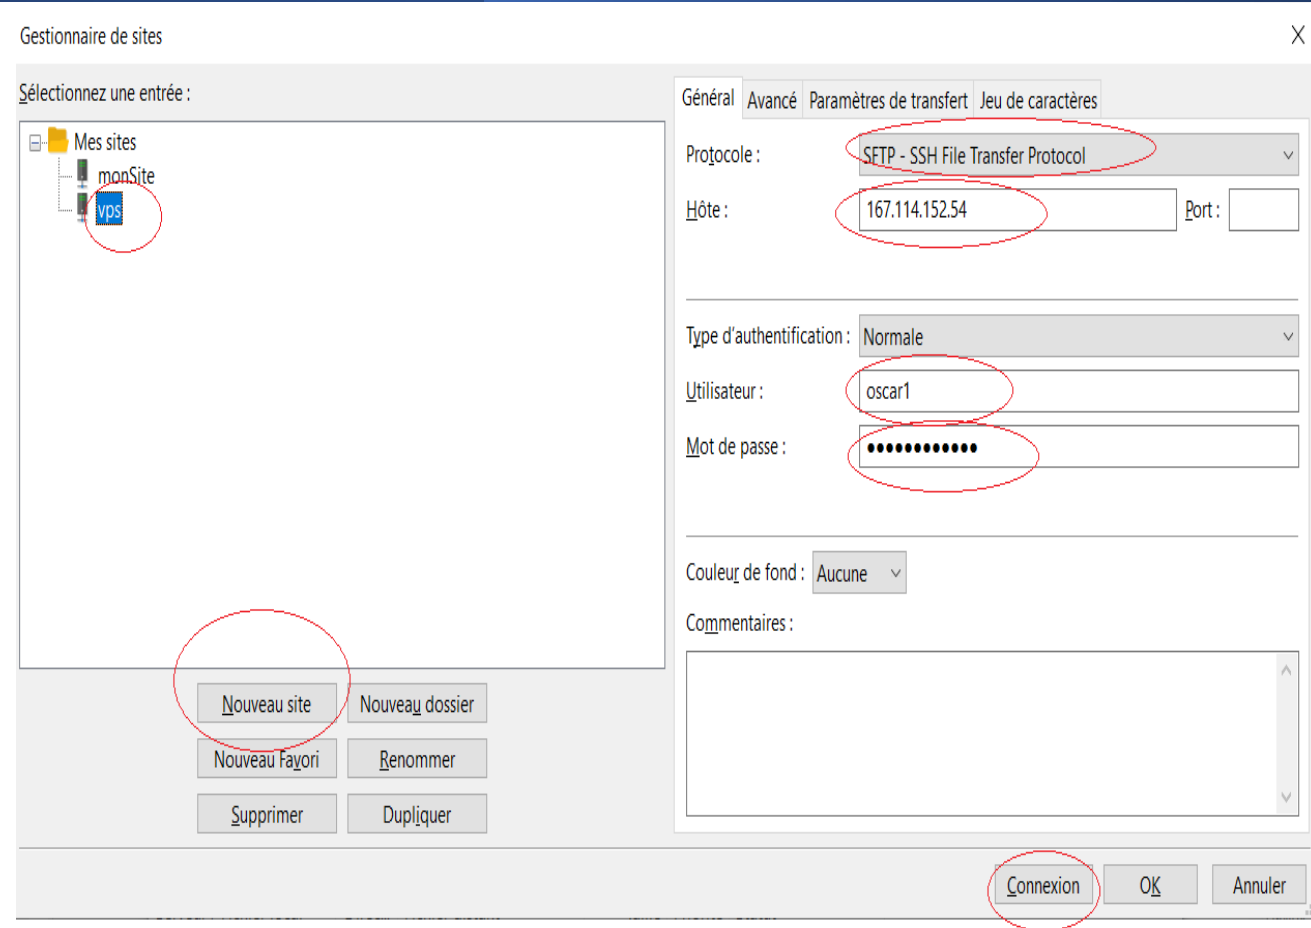 Gestionnaire de sites
Sélectionnez une entrée :
Mes sites
monSite
vps
Nouveau site
Nouveau dossier
Nouveau Favori
Renommer
Supprimer
Dupliquer
Général Avancé Paramètres de transfert Jeu de caractères
Protocole : SFTP - SSH File Transfer Protocol
Hôte : 167.114.152.54 Port :
Type d'authentification : Normale
Utilisateur : oscar1
Mot de passe : ●●●●●●●●●●●●
Couleur de fond : Aucune
Commentaires :
Connexion OK Annuler